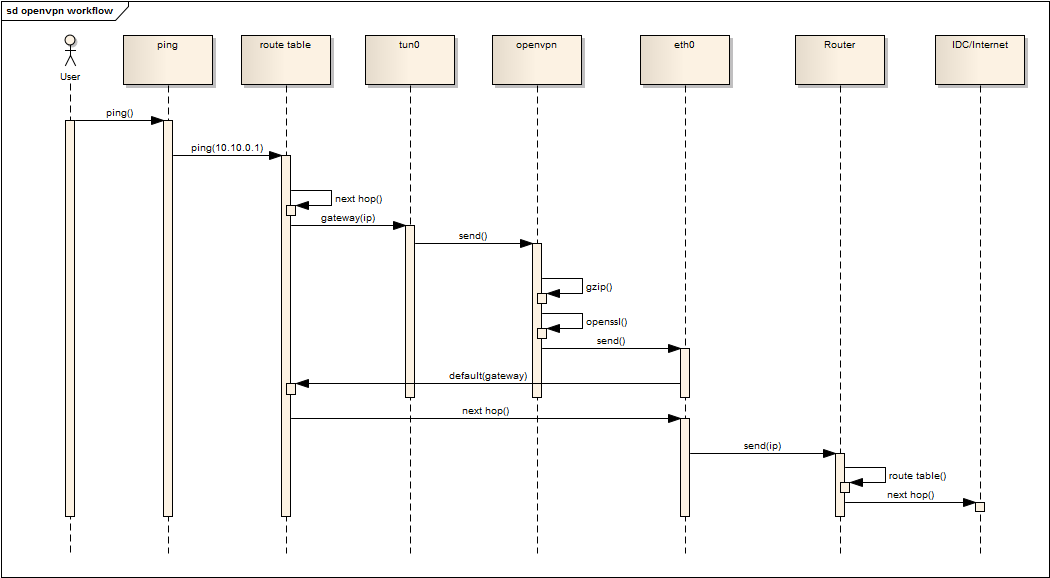 sd openvpn workflow
User
ping
route table
tun0
openvpn
eth0
Router
IDC/Internet
ping()
ping(10.10.0.1)
next hop()
gateway(ip)
send()
gzip()
openssl()
send()
default(gateway)
next hop()
send(ip)
route table()
next hop()